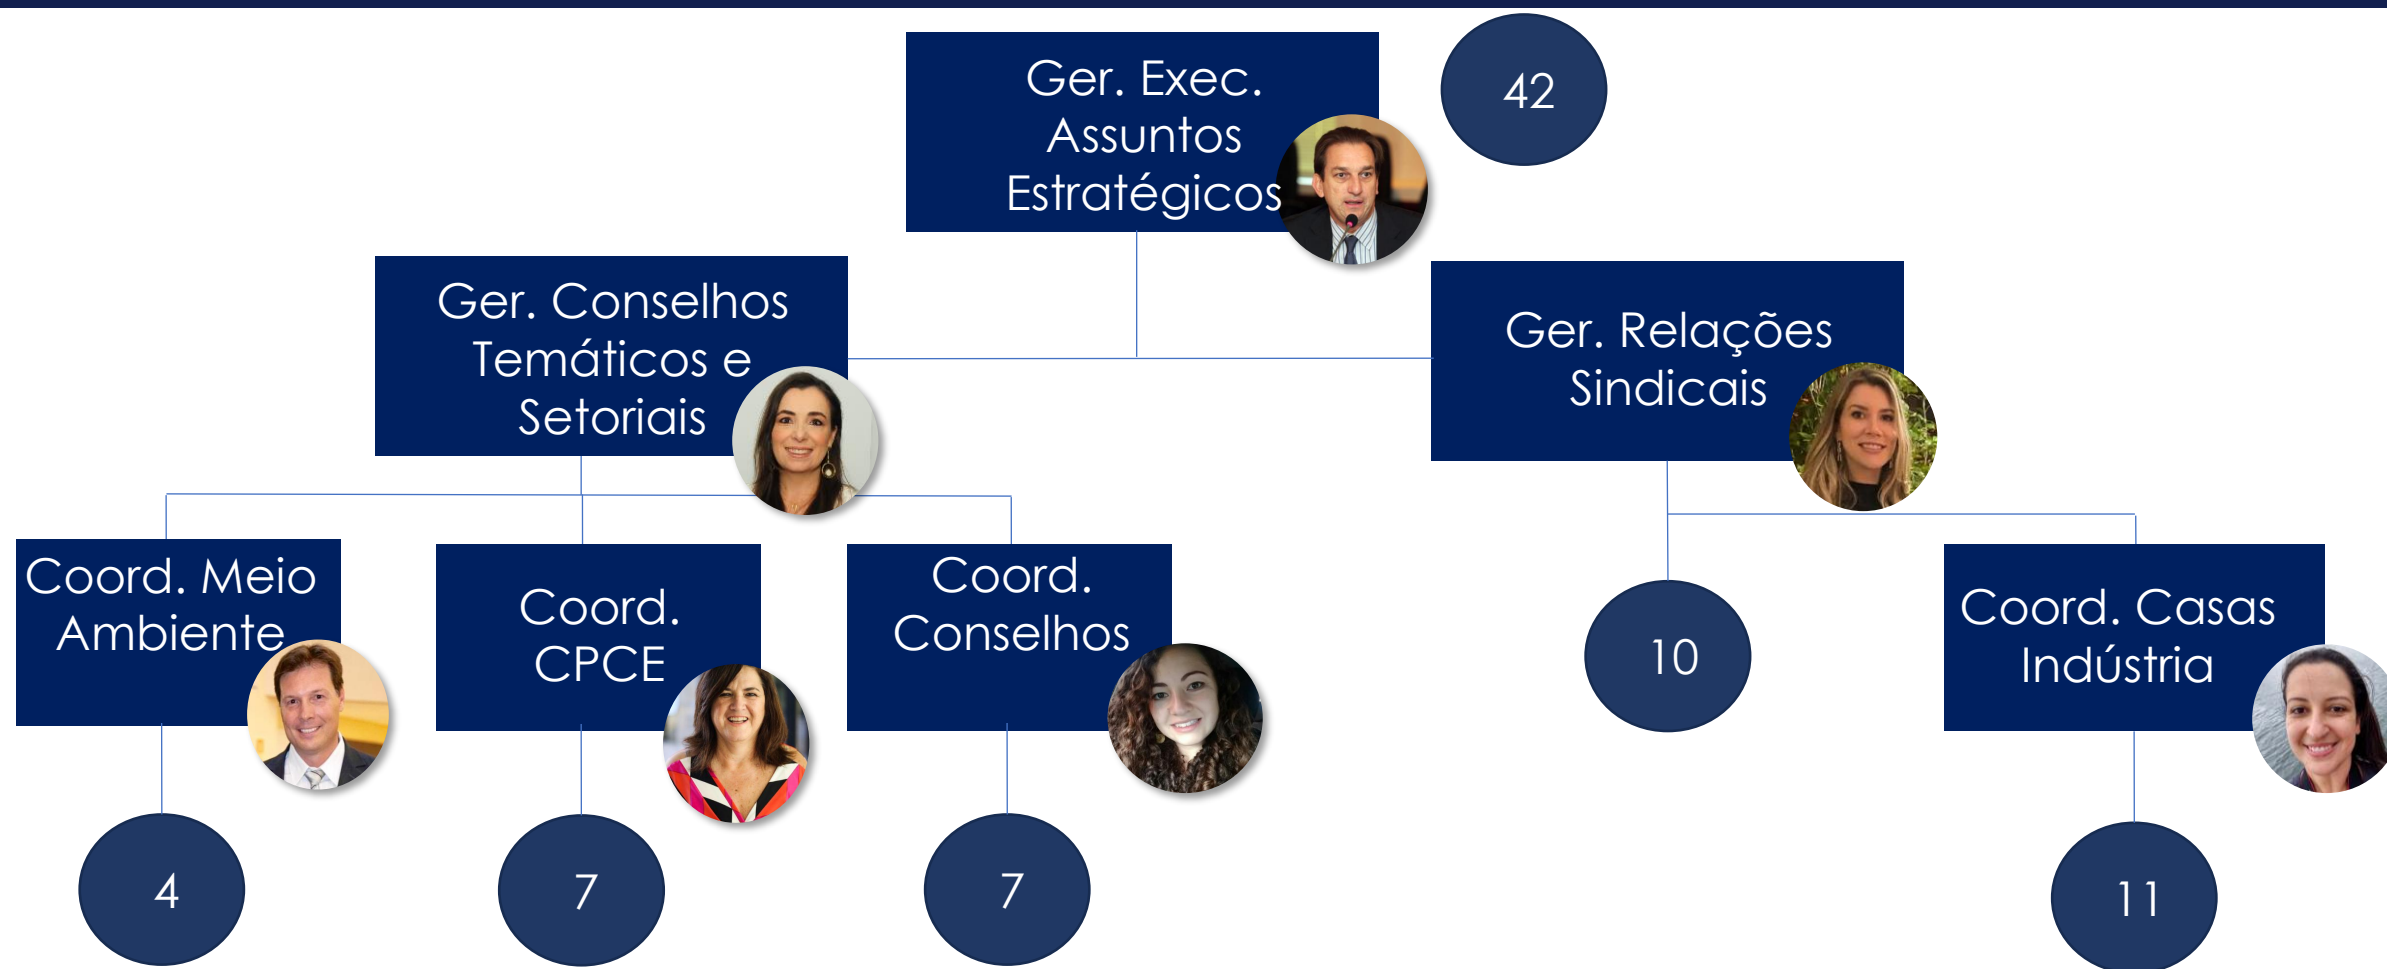 Ger. Exec.
Assuntos
Estratégicos
42
Ger. Conselhos
Temáticos e
Setoriais
Ger. Relações
Sindicais
Coord. Meio
Ambiente
Coord.
CPCE
Coord.
Conselhos
10
Coord. Casas
Indústria
4
7
7
11